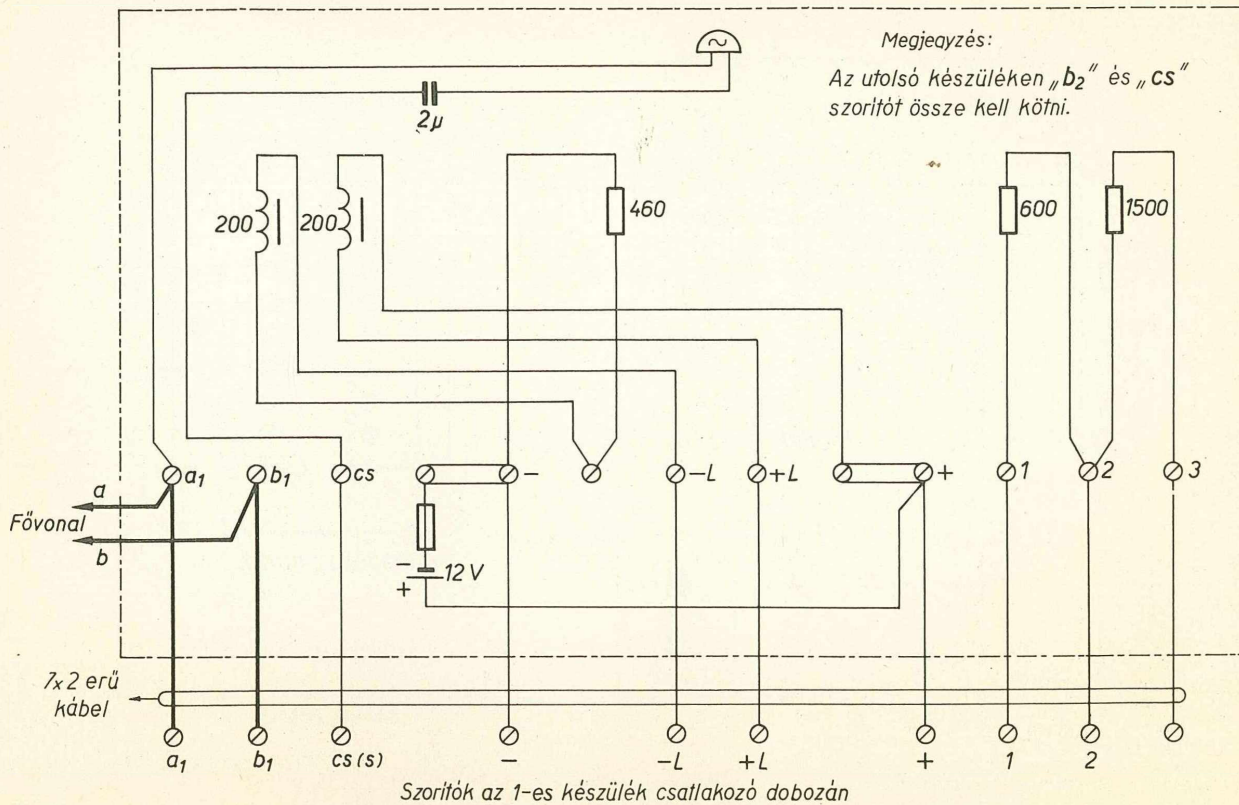 Megjegyzés:
Az utolsó készüléken „b2” és „cs”
szorítót össze kell kötni.
2µ
200
200
460
600
1500
a1
b1
cs
-
-L
+L
+
1
2
3
a
Fővonal
b
-
+
12 V
7x2 erű
kábel
a1
b1
cs(s)
-
-L
+L
+
1
2
Szorítók az 1-es készülék csatlakozó dobozán